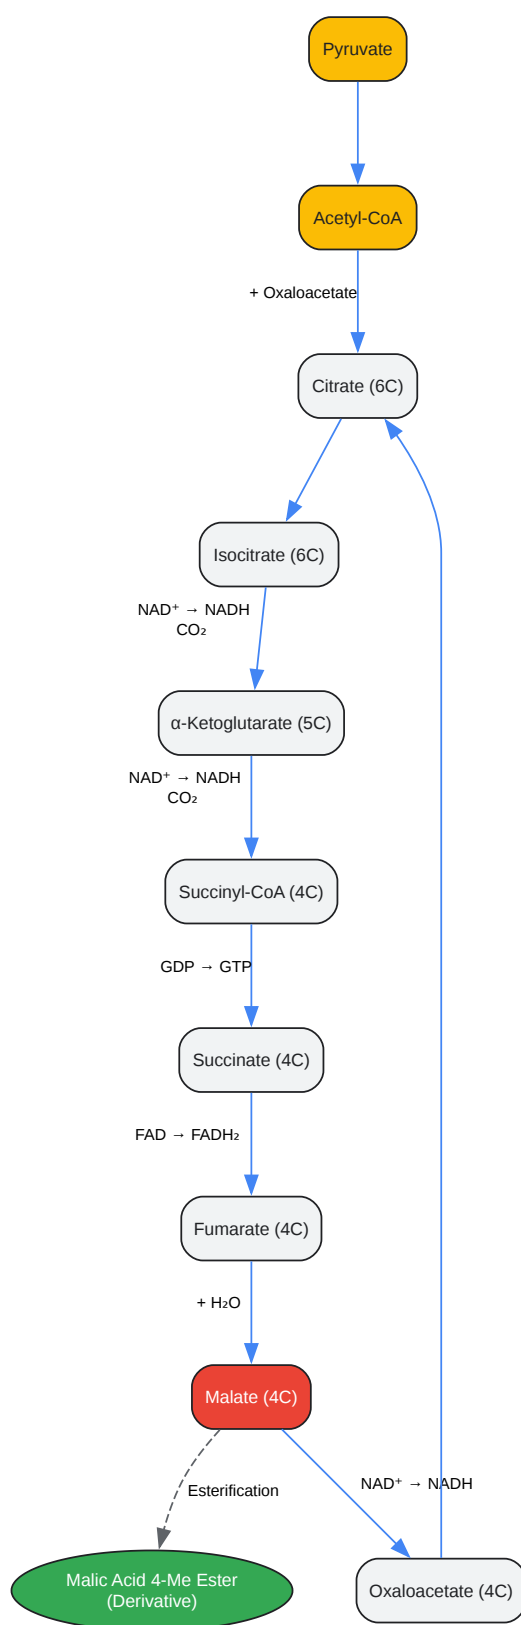 Pyruvate
Acetyl-CoA
+ Oxaloacetate
Citrate (6C)
Isocitrate (6C)
NAD⁺ → NADH
CO₂
α-Ketoglutarate (5C)
NAD⁺ → NADH
CO₂
Succinyl-CoA (4C)
GDP → GTP
Succinate (4C)
FAD → FADH₂
Fumarate (4C)
+ H₂O
Malate (4C)
NAD⁺ → NADH
Esterification
Malic Acid 4-Me Ester
(Derivative)
Oxaloacetate (4C)